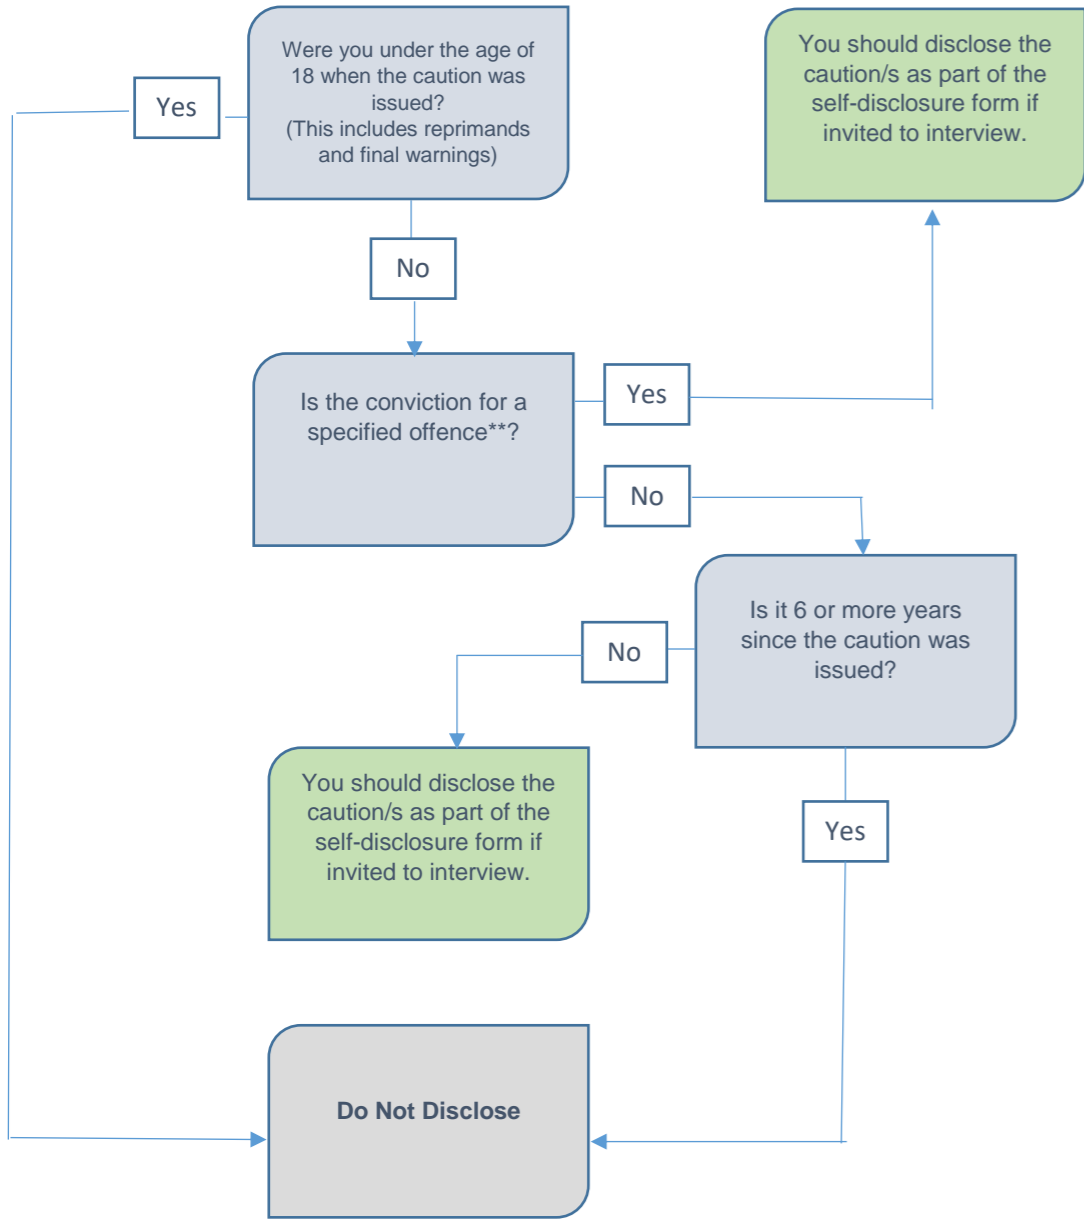 Were you under the age of
18 when the caution was
issued?
(This includes reprimands
and final warnings)
You should disclose the
caution/s as part of the
self-disclosure form if
invited to interview.
Yes
No
Is the conviction for a
specified offence**?
Yes
No
Is it 6 or more years
since the caution was
issued?
No
You should disclose the
caution/s as part of the
self-disclosure form if
invited to interview.
Yes
Do Not Disclose